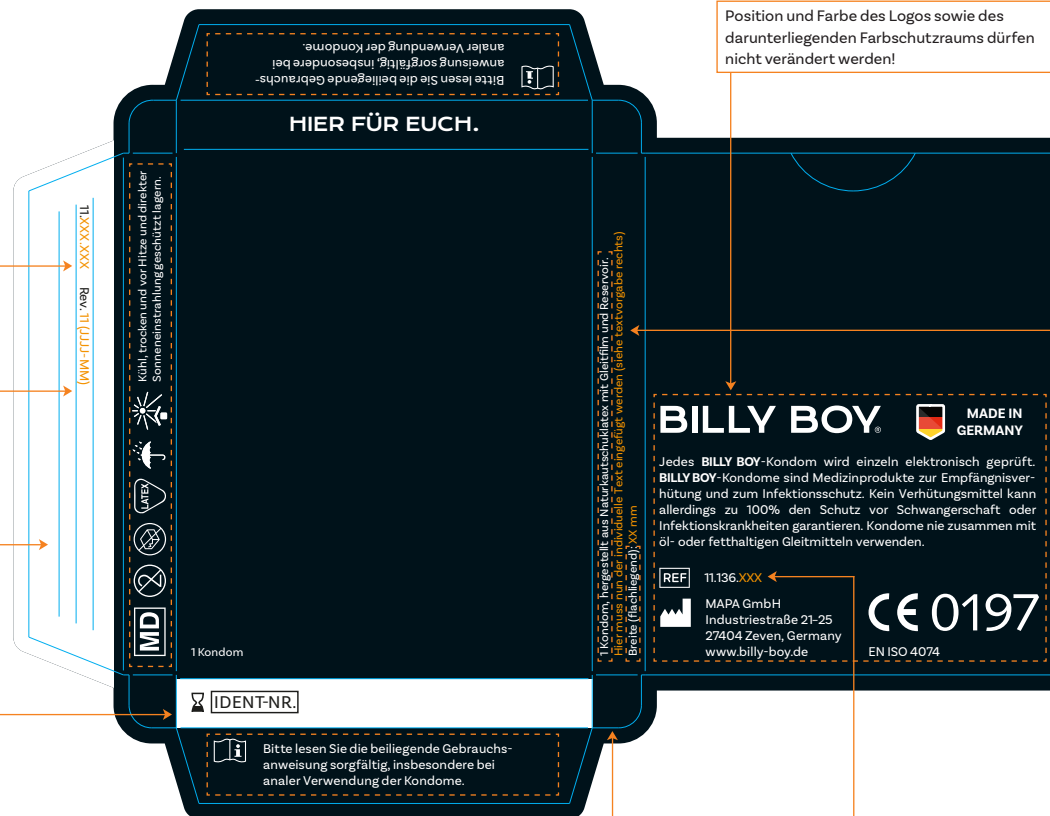 Position und Farbe des Logos sowie des
darunterliegenden Farbschutzraums dürfen
nicht verändert werden!
Bitte lesen Sie die beiliegende Gebrauchs-
anweisung sorgfältig, insbesondere bei
analer Verwendung der Kondome.
HIER FÜR EUCH.
11.XXX.XXX Rev. 11 (JJJJ-MM)
Kühl, trocken und vor Hitze und direkter
Sonneneinstrahlung geschützt lagern.
LATEX
2
MD
1 Kondom
1 Kondom, hergestellt aus Naturkautschuklatex mit Gleitfilm und Reservoir.
Hier muss nun der individuelle Text eingefügt werden (siehe textvorgabe rechts)
Breite (flachliegend): XX mm
BILLY BOY®
MADE IN
GERMANY
Jedes BILLY BOY-Kondom wird einzeln elektronisch geprüft.
BILLY BOY-Kondome sind Medizinprodukte zur Empfängnisver-
hütung und zum Infektionsschutz. Kein Verhütungsmittel kann
allerdings zu 100% den Schutz vor Schwangerschaft oder
Infektionskrankheiten garantieren. Kondome nie zusammen mit
öl- oder fetthaltigen Gleitmitteln verwenden.
REF 11.136.XXX
MAPA GmbH
Industriestraße 21-25
27404 Zeven, Germany
www.billy-boy.de
CE 0197
EN ISO 4074
IDENT-NR.
i
Bitte lesen Sie die beiliegende Gebrauchs-
anweisung sorgfältig, insbesondere bei
analer Verwendung der Kondome.